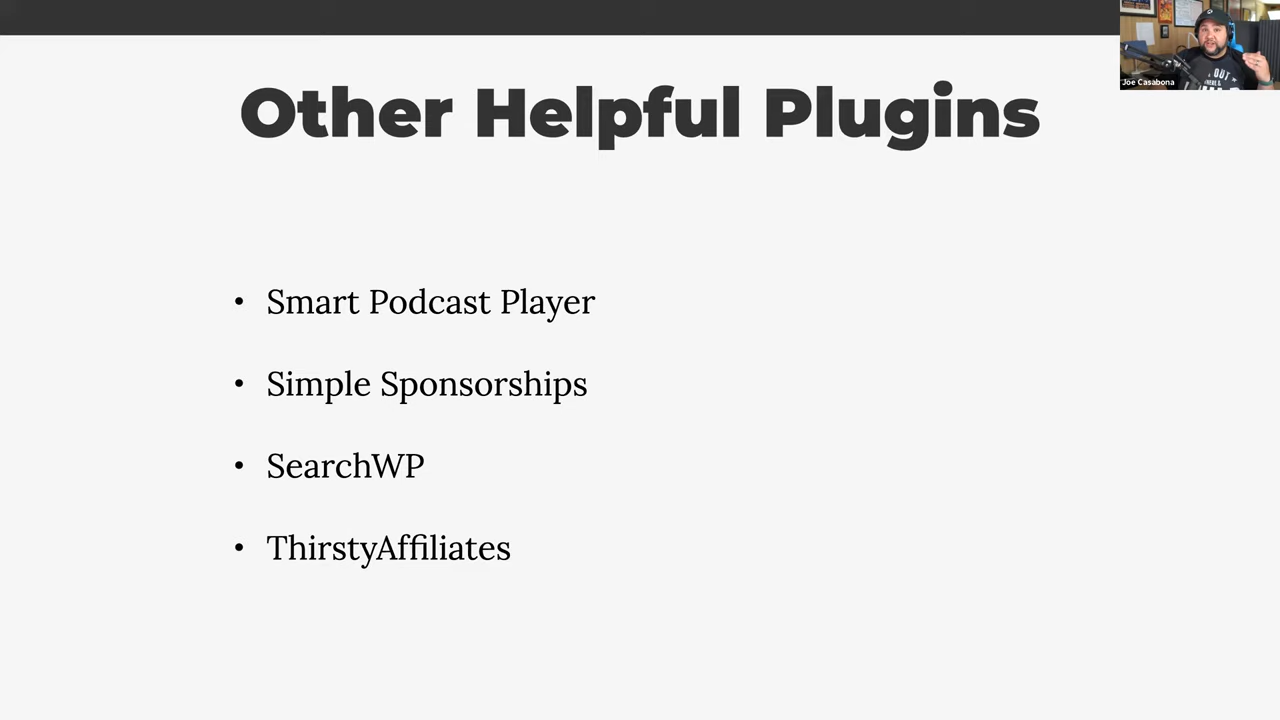 Other Helpful Plugins
Joe Casabona
• Smart Podcast Player
• Simple Sponsorships
• SearchWP
• ThirstyAffiliates